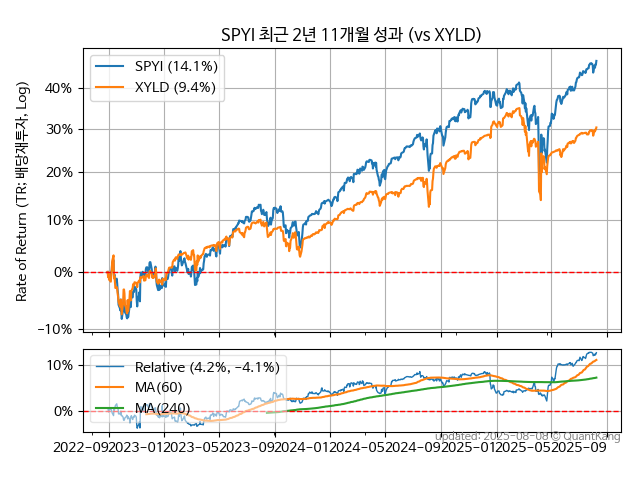 SPYI 최근 2년 11개월 성과 (vs XYLD)
SPYI (14.1%)
XYLD (9.4%)
Rate of Return (TR; 배당재투자, Log)
40%
30%
20%
10%
0%
−10%
Relative (4.2%, −4.1%)
MA(60)
MA(240)
10%
0%
2022−09 2023−01 2023−05 2023−09 2024−01 2024−05 2024−09 2025−01 2025−05 2025−09
updated: 2025−08−08 © QuantKang